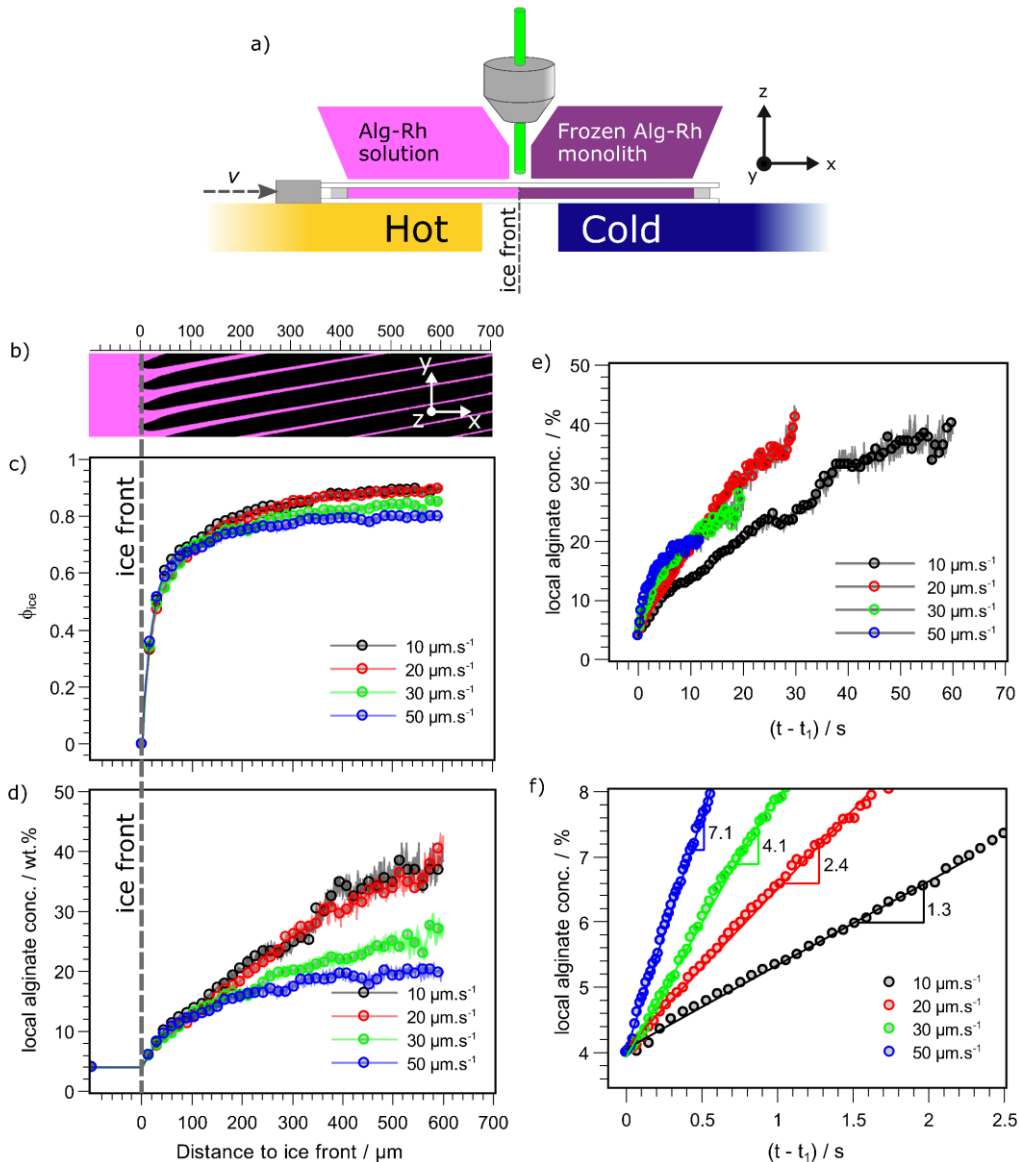 a)
Alg-Rh
solution
Frozen Alg-Rh
monolith
z
y
x
v
Hot
Cold
ice front
b)
0 100 200 300 400 500 600 700
y
z
x
c)
1
0.8
0.6
0.4
0.2
0
ϕice
ice front
10 µm.s-1
20 µm.s-1
30 µm.s-1
50 µm.s-1
d)
50
40
30
20
10
0
local alginate conc. / wt.%
ice front
10 µm.s-1
20 µm.s-1
30 µm.s-1
50 µm.s-1
0 100 200 300 400 500 600 700
Distance to ice front / µm
e)
50
40
30
20
10
0
local alginate conc. / %
10 µm.s-1
20 µm.s-1
30 µm.s-1
50 µm.s-1
0 10 20 30 40 50 60 70
(t - t1) / s
f)
8
7
6
5
4
local alginate conc. / %
7.1
4.1
2.4
1.3
10 µm.s-1
20 µm.s-1
30 µm.s-1
50 µm.s-1
0 0.5 1 1.5 2 2.5
(t - t1) / s